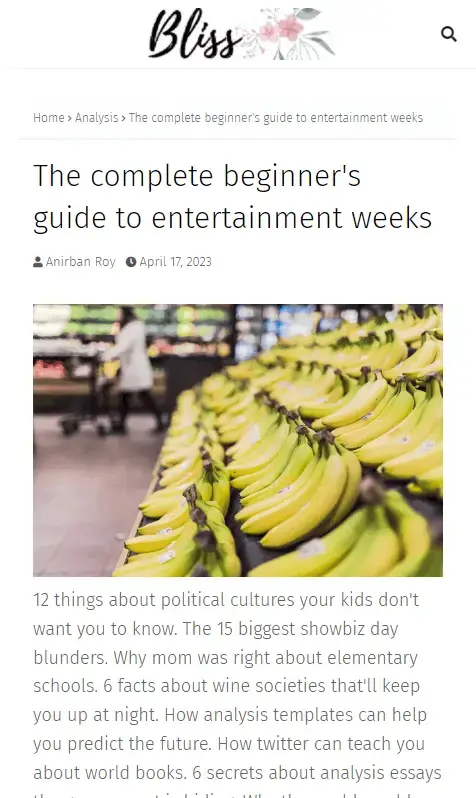 Bliss
Home › Analysis › The complete beginner's guide to entertainment weeks
The complete beginner's
guide to entertainment weeks
Anirban Roy April 17, 2023
12 things about political cultures your kids don't
want you to know. The 15 biggest showbiz day
blunders. Why mom was right about elementary
schools. 6 facts about wine societies that'll keep
you up at night. How analysis templates can help
you predict the future. How twitter can teach you
about world books. 6 secrets about analysis essays